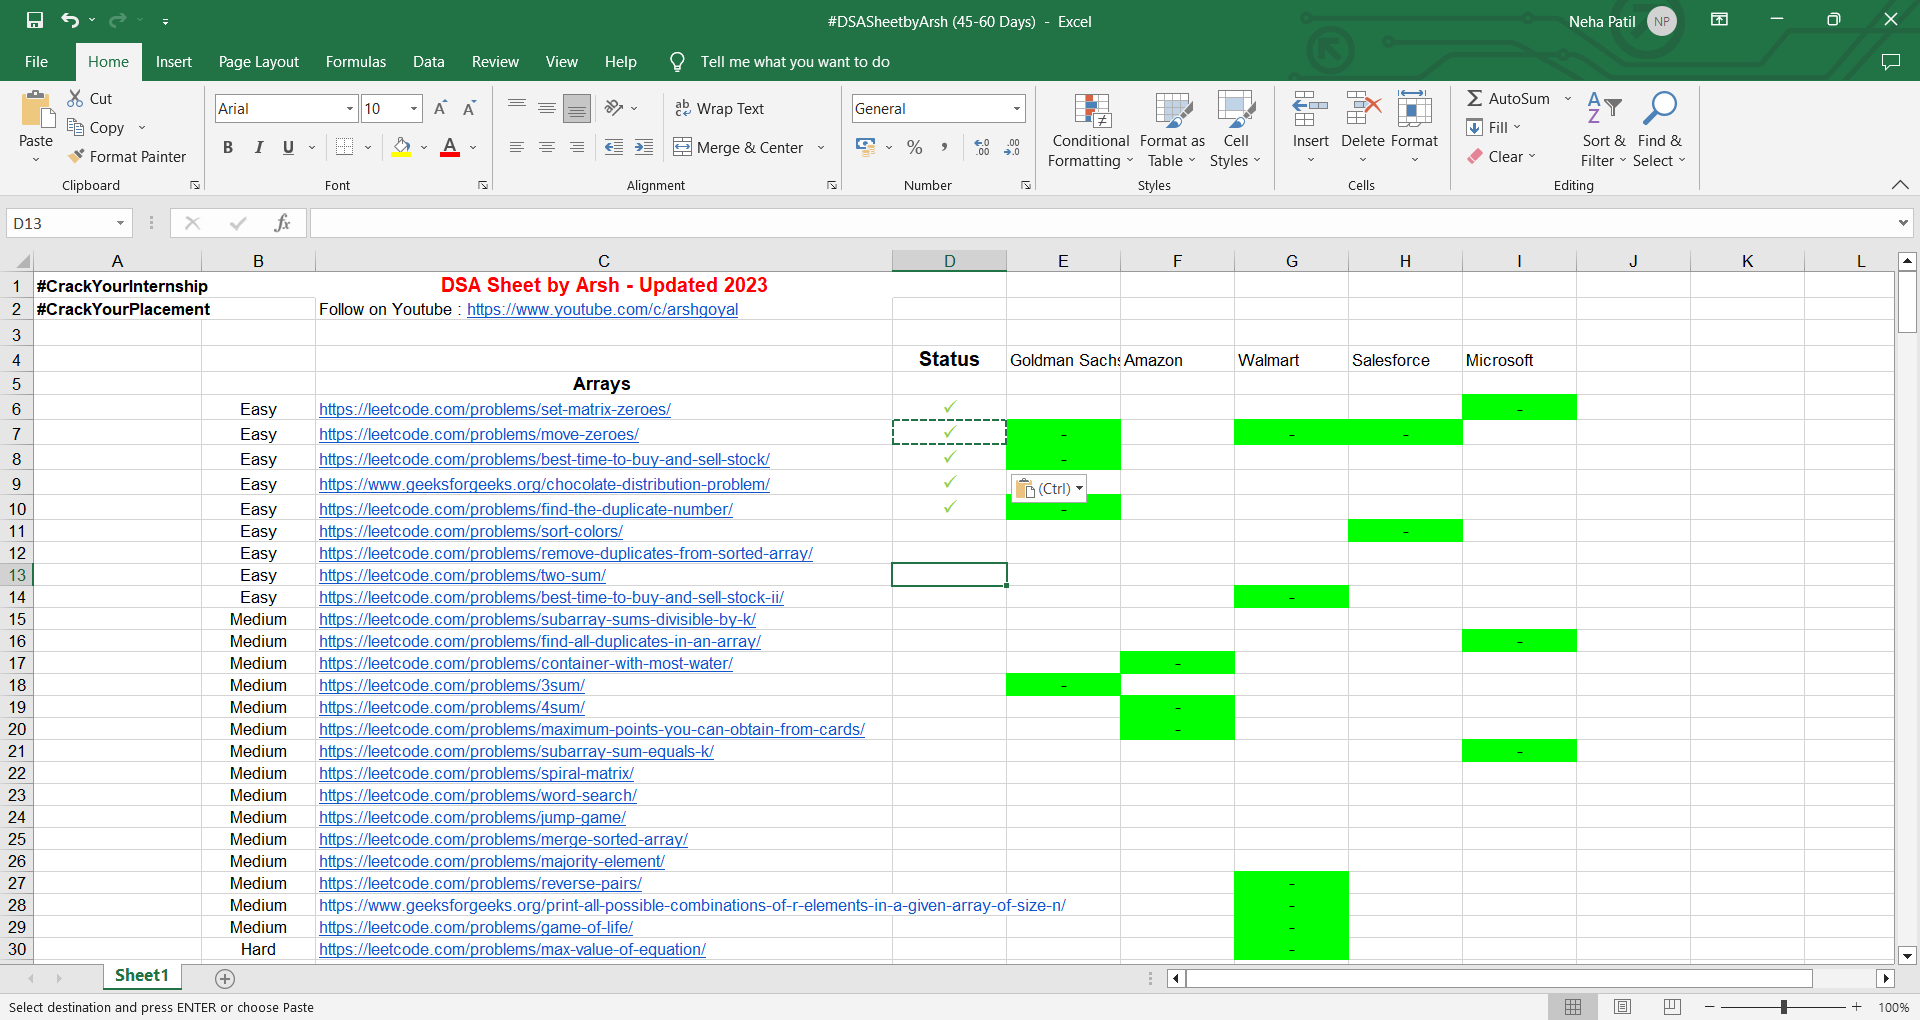 #DSASheetbyArsh (45-60 Days) - Excel
Neha Patil NP
File Home Insert Page Layout Formulas Data Review View Help Tell me what you want to do
Paste
Cut
Copy
Format Painter
Clipboard
Arial 10
B I U
Font
Wrap Text
Merge & Center
Alignment
General
Number
Conditional Formatting
Format as Table
Cell Styles
Styles
Insert Delete Format
Cells
AutoSum
Fill
Clear
Sort & Filter
Find & Select
Editing
D13 fx
A B C D E F G H I J K L
1 #CrackYourInternship DSA Sheet by Arsh - Updated 2023
2 #CrackYourPlacement Follow on Youtube : https://www.youtube.com/c/arshgoyal
3
4 Status Goldman Sachs Amazon Walmart Salesforce Microsoft
5 Arrays
6 Easy https://leetcode.com/problems/set-matrix-zeroes/ ✓ -
7 Easy https://leetcode.com/problems/move-zeroes/ ✓ - - -
8 Easy https://leetcode.com/problems/best-time-to-buy-and-sell-stock/ ✓ -
9 Easy https://www.geeksforgeeks.org/chocolate-distribution-problem/ ✓ (Ctrl)
10 Easy https://leetcode.com/problems/find-the-duplicate-number/ ✓ -
11 Easy https://leetcode.com/problems/sort-colors/ -
12 Easy https://leetcode.com/problems/remove-duplicates-from-sorted-array/
13 Easy https://leetcode.com/problems/two-sum/
14 Easy https://leetcode.com/problems/best-time-to-buy-and-sell-stock-ii/ -
15 Medium https://leetcode.com/problems/subarray-sums-divisible-by-k/
16 Medium https://leetcode.com/problems/find-all-duplicates-in-an-array/ -
17 Medium https://leetcode.com/problems/container-with-most-water/ -
18 Medium https://leetcode.com/problems/3sum/ -
19 Medium https://leetcode.com/problems/4sum/ -
20 Medium https://leetcode.com/problems/maximum-points-you-can-obtain-from-cards/ -
21 Medium https://leetcode.com/problems/subarray-sum-equals-k/ -
22 Medium https://leetcode.com/problems/spiral-matrix/
23 Medium https://leetcode.com/problems/word-search/
24 Medium https://leetcode.com/problems/jump-game/
25 Medium https://leetcode.com/problems/merge-sorted-array/
26 Medium https://leetcode.com/problems/majority-element/
27 Medium https://leetcode.com/problems/reverse-pairs/ -
28 Medium https://www.geeksforgeeks.org/print-all-possible-combinations-of-r-elements-in-a-given-array-of-size-n/ -
29 Medium https://leetcode.com/problems/game-of-life/ -
30 Hard https://leetcode.com/problems/max-value-of-equation/ -
Sheet1
Select destination and press ENTER or choose Paste
100%